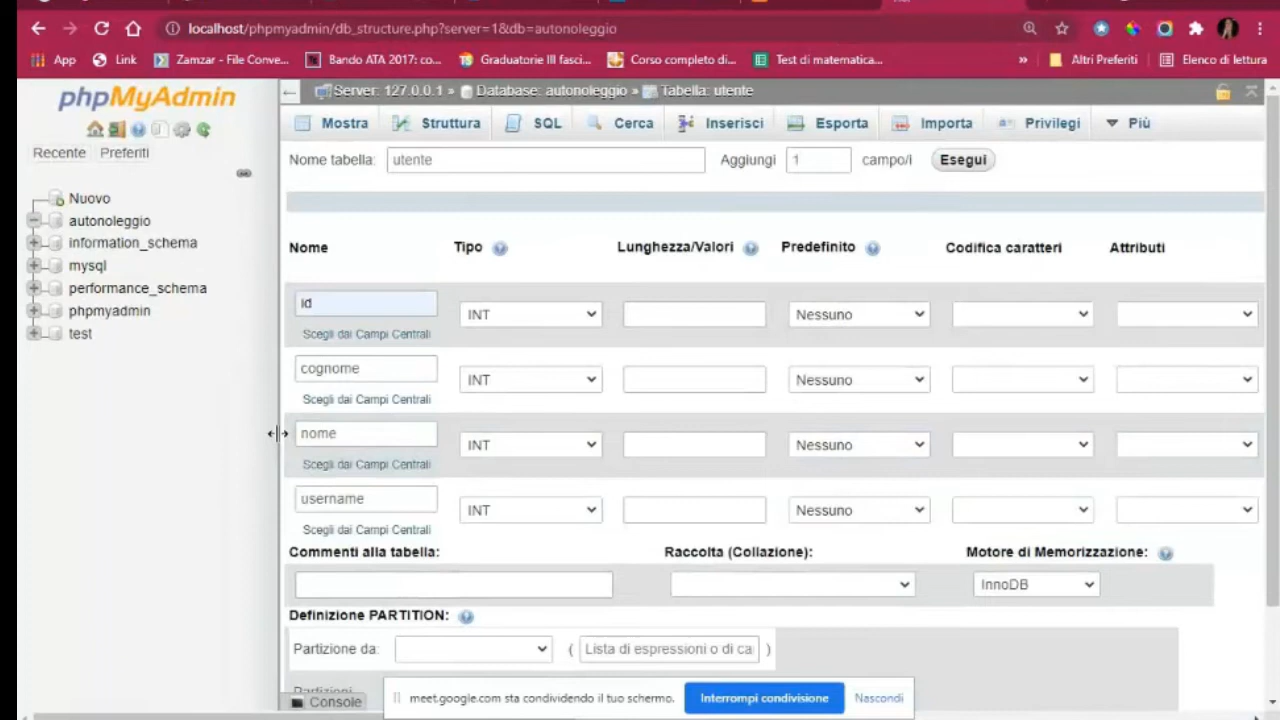 localhost/phpmyadmin/db_structure.php?server=1&db=autonoleggio
App Link Zamzar - File Conve... Bando ATA 2017: co... Graduatorie III fasci... Corso completo di... Test di matematica... » Altri Preferiti Elenco di lettura
phpMyAdmin
Recente Preferiti
Nuovo
autonoleggio
information_schema
mysql
performance_schema
phpmyadmin
test
Server: 127.0.0.1 » Database: autonoleggio » Tabella: utente
Mostra Struttura SQL Cerca Inserisci Esporta Importa Privilegi Più
Nome tabella: utente Aggiungi 1 campo/i Esegui
Nome Tipo Lunghezza/Valori Predefinito Codifica caratteri Attributi
id INT Nessuno
Scegli dai Campi Centrali
cognome INT Nessuno
Scegli dai Campi Centrali
nome INT Nessuno
Scegli dai Campi Centrali
username INT Nessuno
Scegli dai Campi Centrali
Commenti alla tabella: Raccolta (Collazione): Motore di Memorizzazione:
InnoDB
Definizione PARTITION:
Partizione da: ( Lista di espressioni o di ca )
Partizioni
Console
meet.google.com sta condividendo il tuo schermo. Interrompi condivisione Nascondi